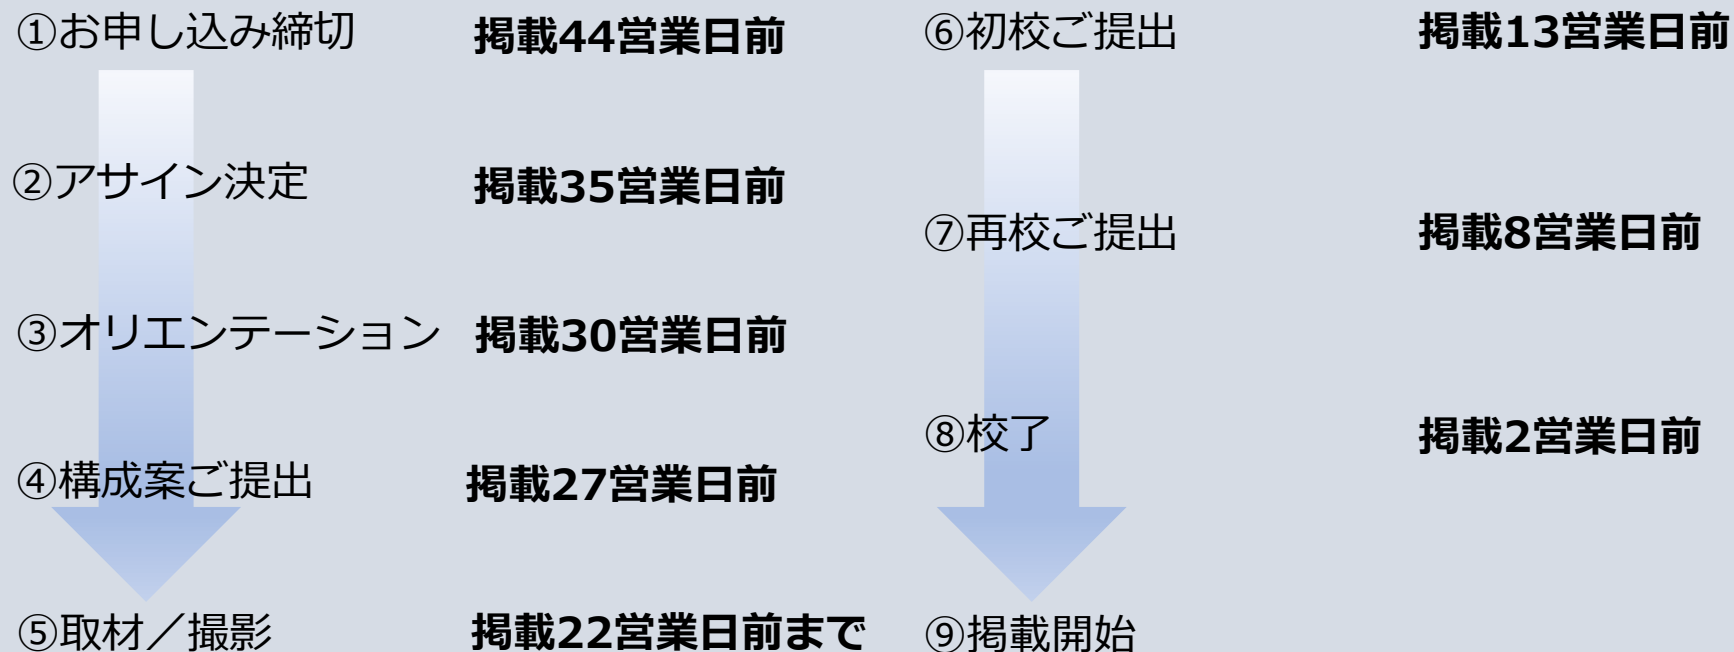 ①お申し込み締切 掲載44営業日前
②アサイン決定 掲載35営業日前
③オリエンテーション 掲載30営業日前
④構成案ご提出 掲載27営業日前
⑤取材／撮影 掲載22営業日前まで
⑥初校ご提出 掲載13営業日前
⑦再校ご提出 掲載8営業日前
⑧校了 掲載2営業日前
⑨掲載開始